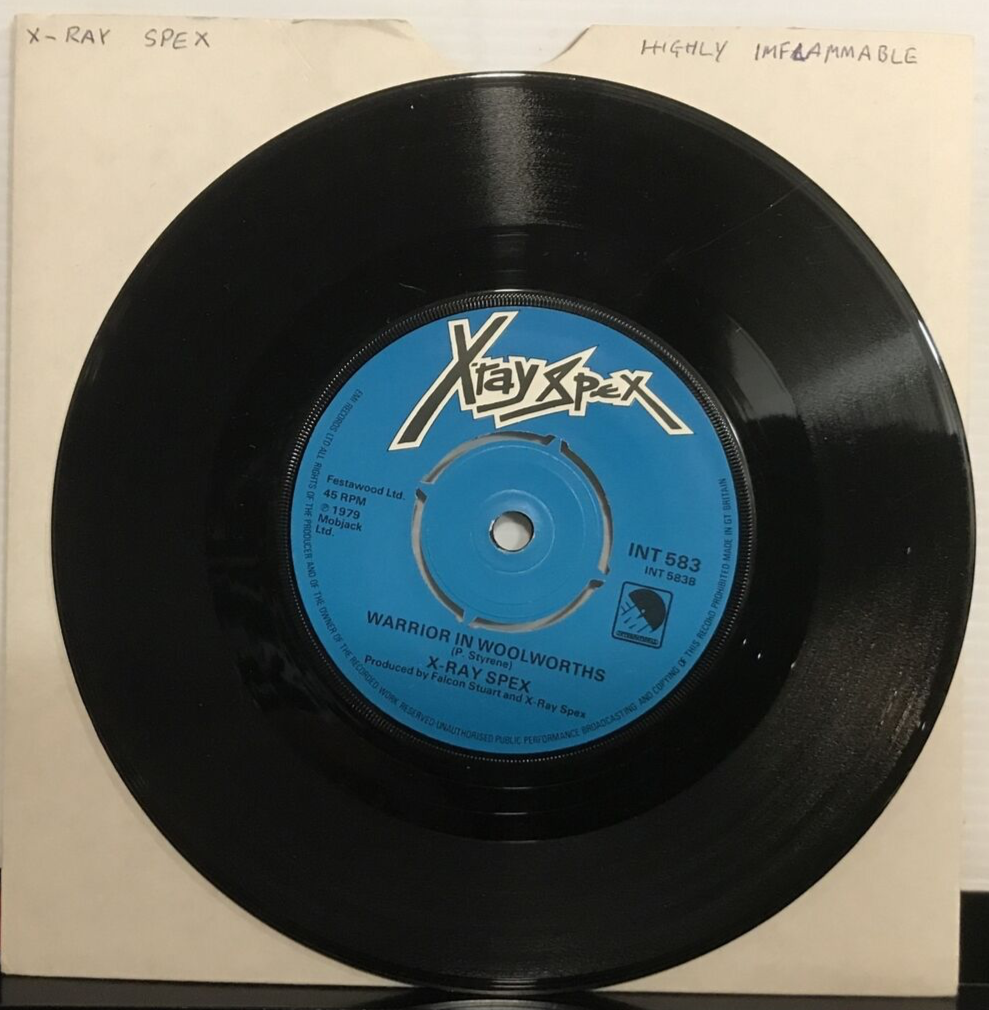 X-RAY SPEX
HIGHLY IMFLAMMABLE
X-ray Spex
Festawood Ltd.
45 RPM
℗ 1979
Mobjack
Ltd.
INT 583
INT 583B
INTERNATIONAL
WARRIOR IN WOOLWORTHS
(P. Styrene)
X-RAY SPEX
Produced by Falcon Stuart and X-Ray Spex
EMI RECORDS LTD ALL RIGHTS OF THE PRODUCER AND OF THE OWNER OF THE RECORDED WORK RESERVED UNAUTHORISED PUBLIC PERFORMANCE BROADCASTING AND COPYING OF THIS RECORD PROHIBITED MADE IN GT BRITAIN